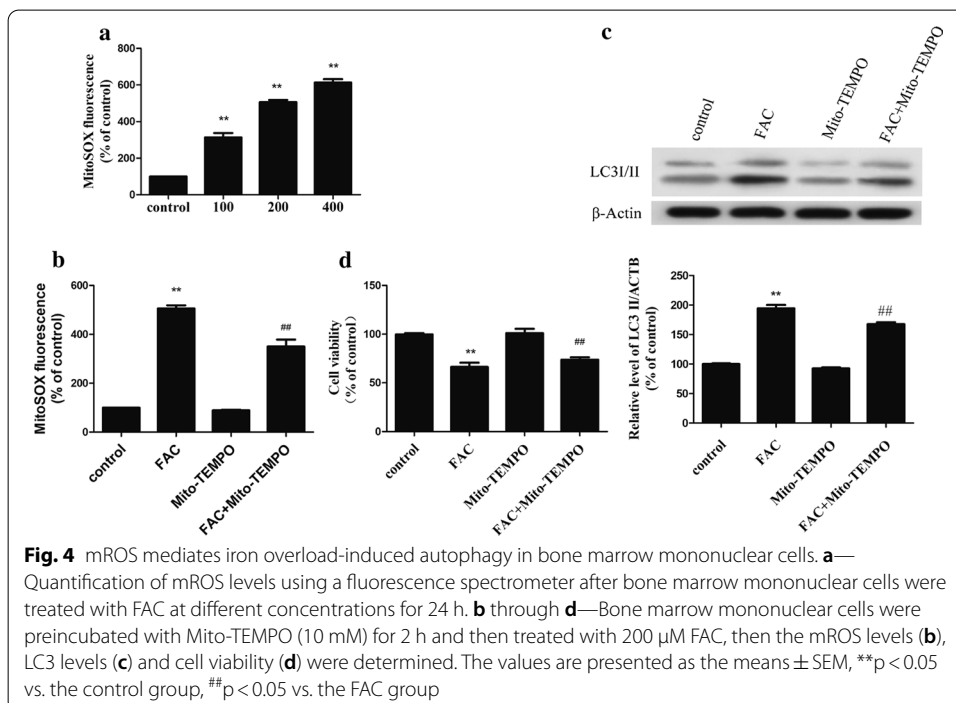 a
MitoSOX fluorescence
(% of control)
800
600
400
200
0
**
**
**
control 100 200 400
c
control FAC Mito-TEMPO FAC+Mito-TEMPO
LC3I/II
β-Actin
b
MitoSOX fluorescence
(% of control)
600
400
200
0
**
##
control FAC Mito-TEMPO FAC+Mito-TEMPO
d
Cell viability
(% of control)
150
100
50
0
**
##
control FAC Mito-TEMPO FAC+Mito-TEMPO
Relative level of LC3 II/ACTB
(% of control)
200
150
100
50
0
**
##
control FAC Mito-TEMPO FAC+Mito-TEMPO
Fig. 4 mROS mediates iron overload-induced autophagy in bone marrow mononuclear cells. a—
Quantification of mROS levels using a fluorescence spectrometer after bone marrow mononuclear cells were
treated with FAC at different concentrations for 24 h. b through d—Bone marrow mononuclear cells were
preincubated with Mito-TEMPO (10 mM) for 2 h and then treated with 200 μM FAC, then the mROS levels (b),
LC3 levels (c) and cell viability (d) were determined. The values are presented as the means ± SEM, **p < 0.05
vs. the control group, ##p < 0.05 vs. the FAC group